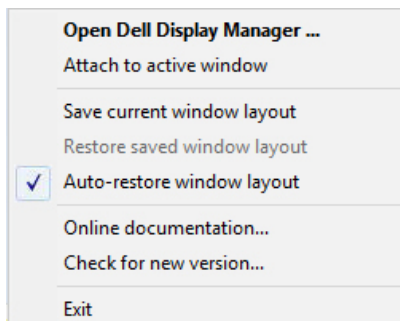 Open Dell Display Manager ...
Attach to active window
Save current window layout
Restore saved window layout
Auto-restore window layout
Online documentation...
Check for new version...
Exit